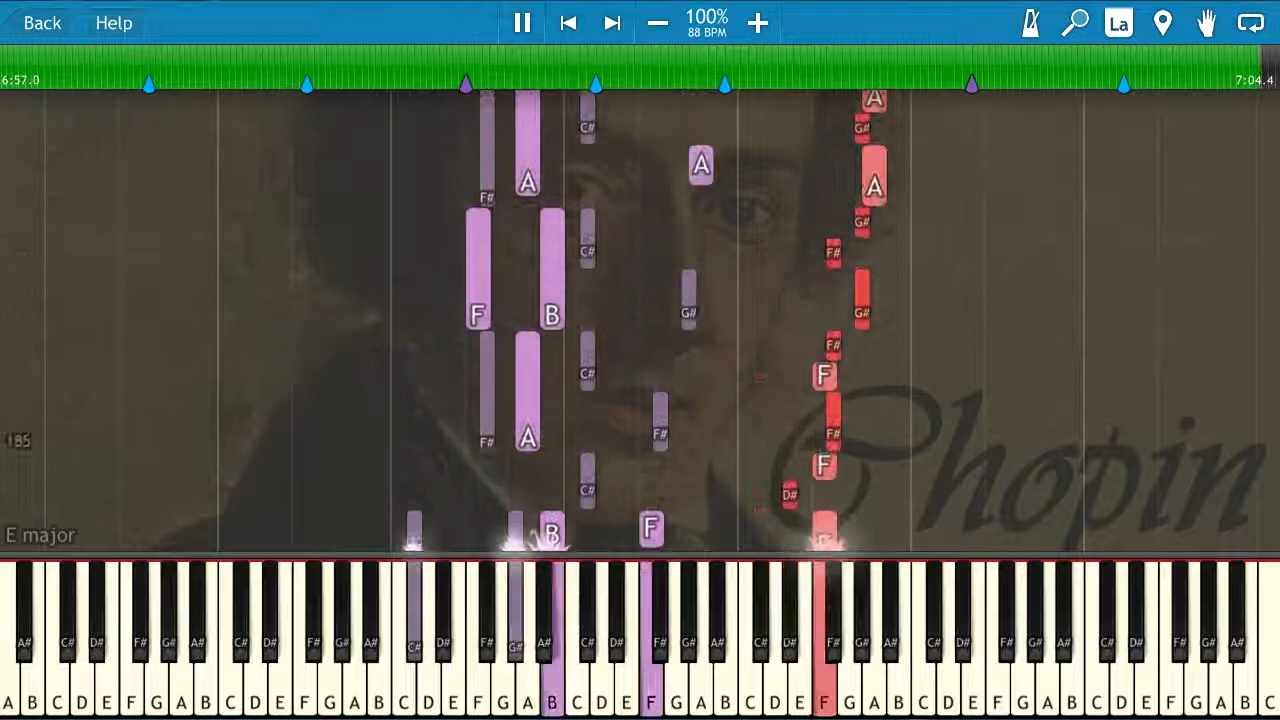 Back Help 100% La
88 BPM
6:57.0 7:04.4
A
C# G#
A A A
F#
G#
C# F#
F B G# G#
F#
C# F
F# A F# F#
185
F
C# D#
Chopin
E major B F F
A# C# D# F# G# A# C# D# F# G# A# C# D# F# G# A# C# D# F# G# A# C# D# F# G# A# C# D# F# G# A# C# D# F# G# A#
A B C D E F G A B C D E F G A B C D E F G A B C D E F G A B C D E F G A B C D E F G A B C D E F G A B C